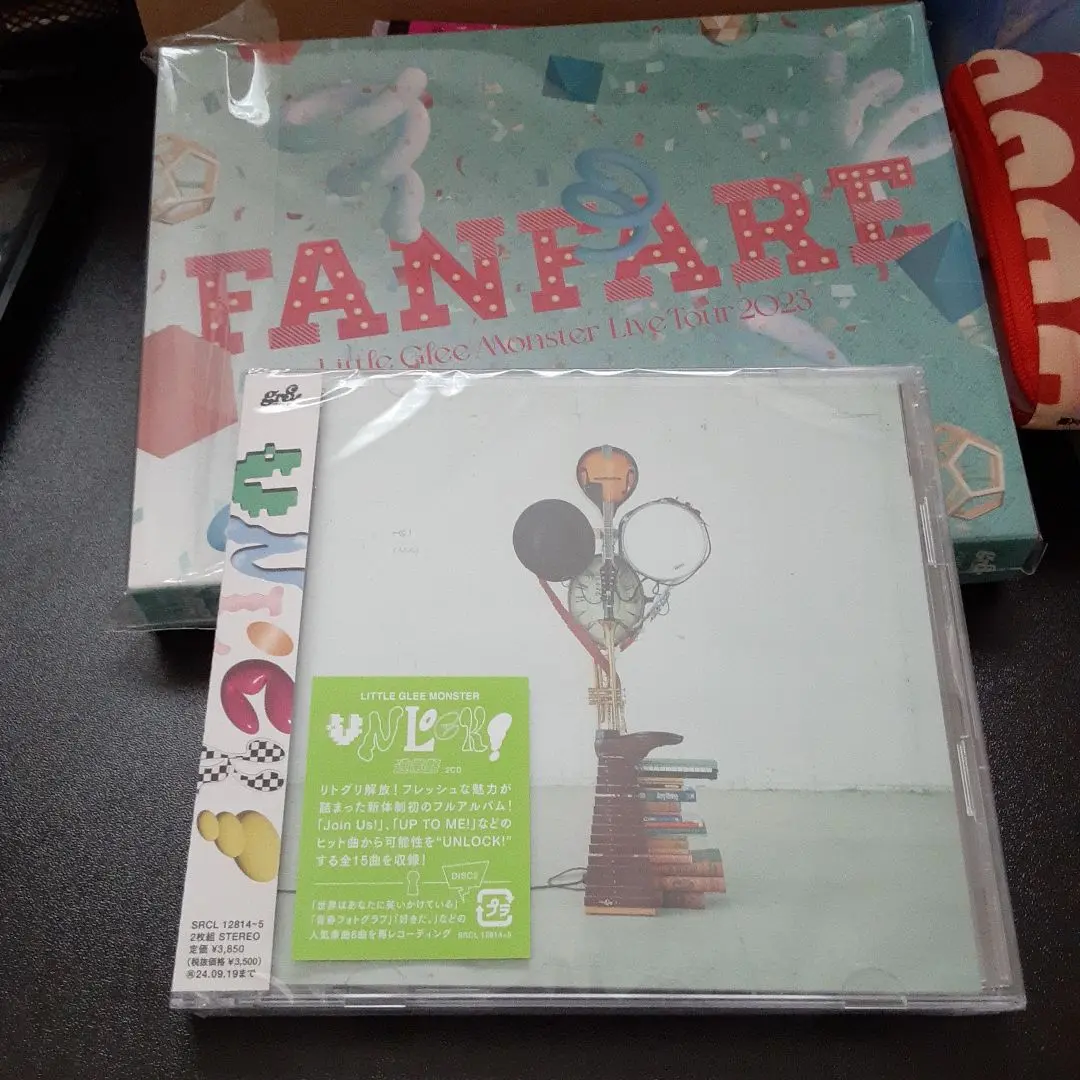 FANFARE
Little Glee Monster Live Tour 2023
gr8!
UNLOCK!
LITTLE GLEE MONSTER
UNLOCK!
通常盤 2CD
リトグリ解放!フレッシュな魅力が
詰まった新体制初のフルアルバム!
「Join Us!」、「UP TO ME!」などの
ヒット曲から可能性を“UNLOCK!”
する全15曲を収録!
DISC2
「世界はあなたに笑いかけている」
「青春フォトグラフ」「好きだ。」などの
人気楽曲8曲を再レコーディング
プラ
SRCL 12814~5
SRCL 12814~5
2枚組 STEREO
定価 ¥3,850
(税抜価格 ¥3,500)
㋰24.09.19まで